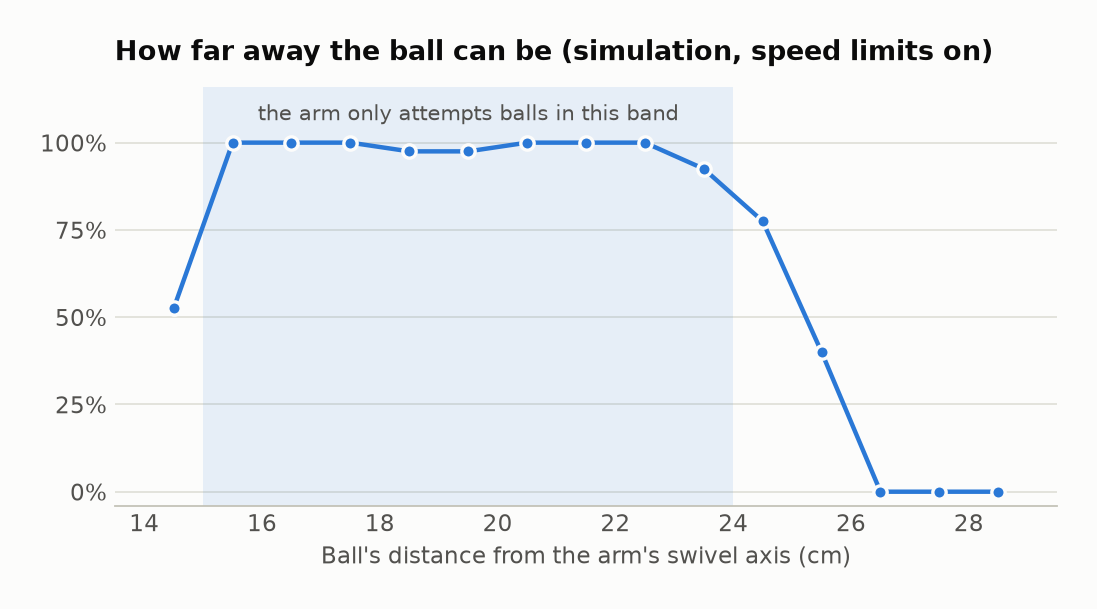 How far away the ball can be (simulation, speed limits on)
the arm only attempts balls in this band
100%
75%
50%
25%
0%
14 16 18 20 22 24 26 28
Ball's distance from the arm's swivel axis (cm)